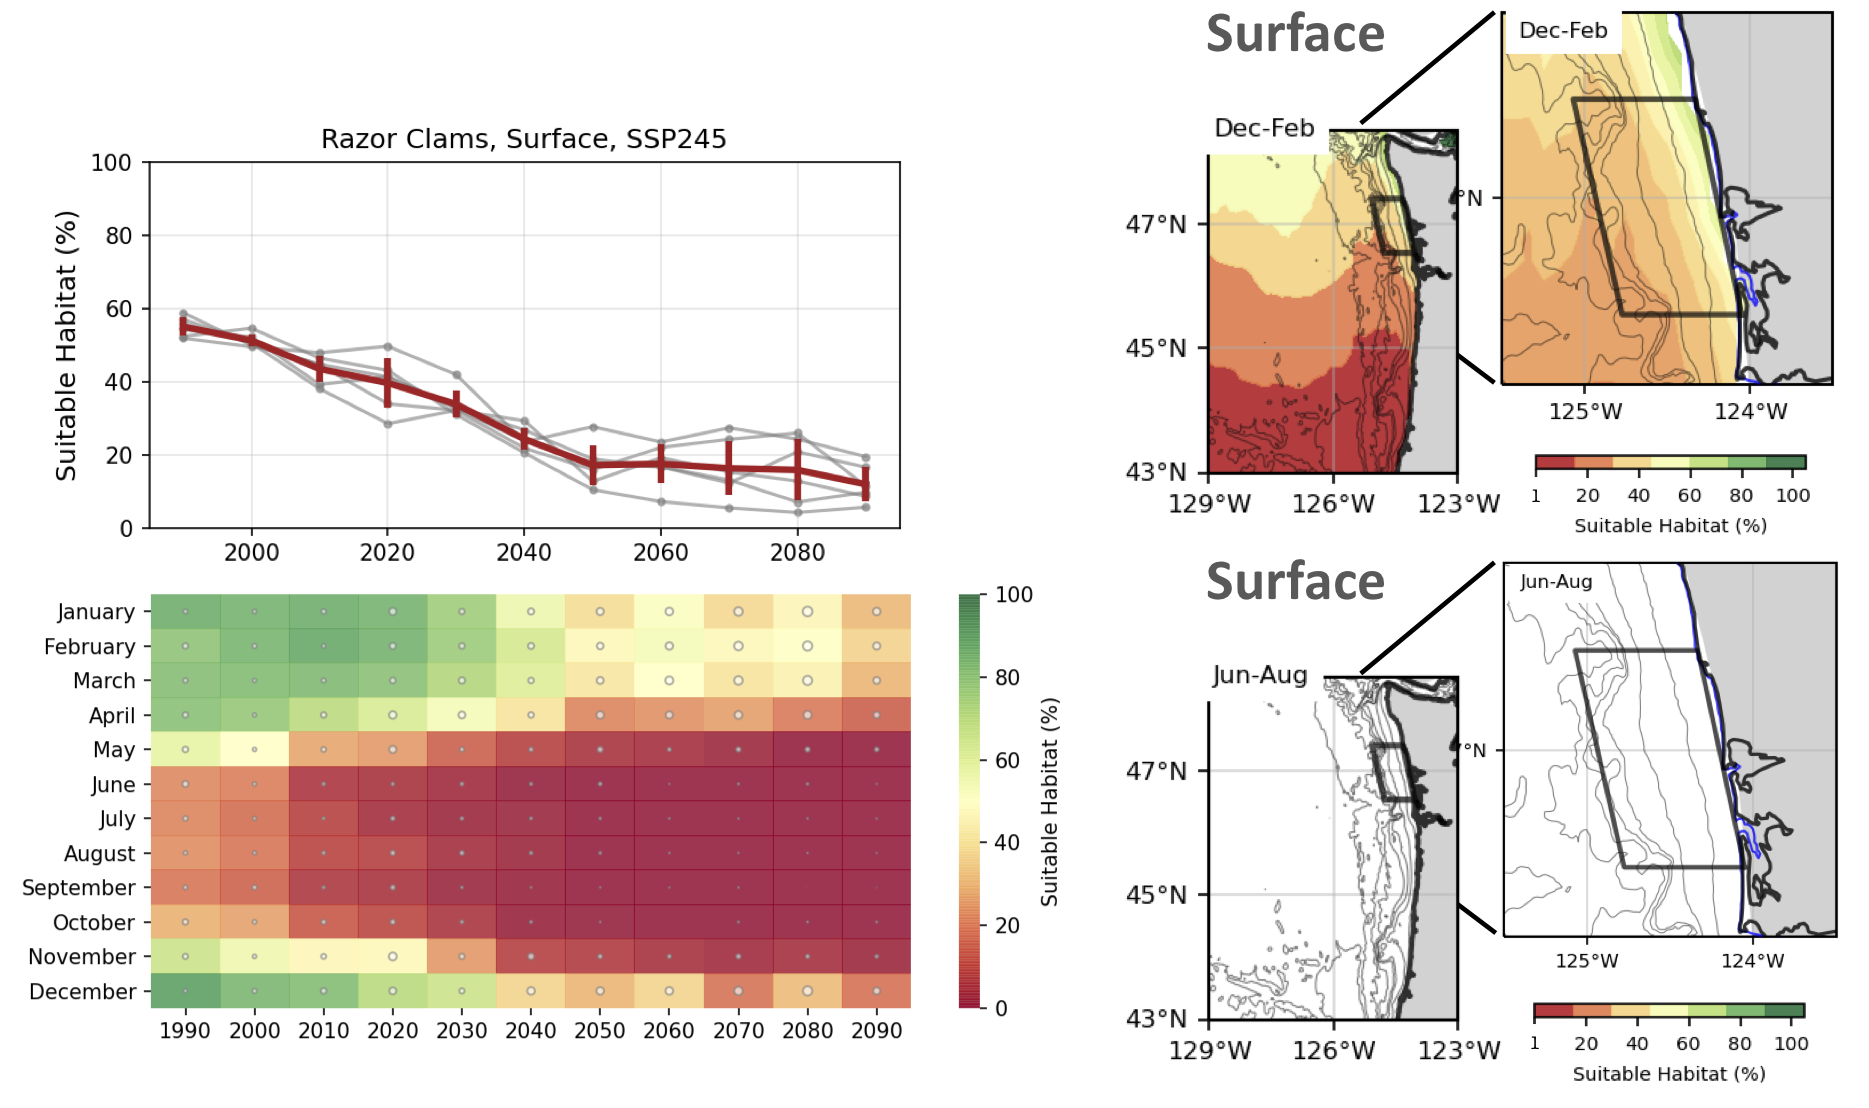 Razor Clams, Surface, SSP245
Suitable Habitat (%)
100
80
60
40
20
0
2000
2020
2040
2060
2080
January
February
March
April
May
June
July
August
September
October
November
December
1990
2000
2010
2020
2030
2040
2050
2060
2070
2080
2090
100
80
60
40
20
0
Suitable Habitat (%)
Surface
Dec-Feb
47°N
45°N
43°N
129°W
126°W
123°W
Dec-Feb
°N
125°W
124°W
1
20
40
60
80
100
Suitable Habitat (%)
Surface
Jun-Aug
47°N
45°N
43°N
129°W
126°W
123°W
Jun-Aug
°N
125°W
124°W
1
20
40
60
80
100
Suitable Habitat (%)